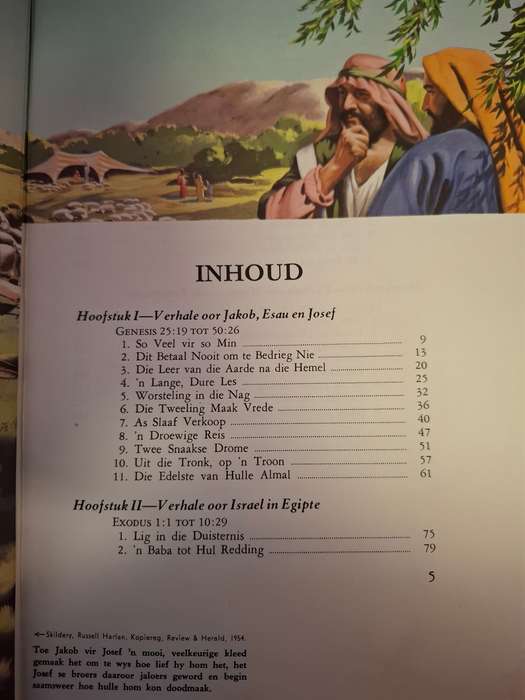 INHOUD
Hoofstuk I—Verhale oor Jakob, Esau en Josef
GENESIS 25:19 TOT 50:26
1. So Veel vir so Min 9
2. Dit Betaal Nooit om te Bedrieg Nie 13
3. Die Leer van die Aarde na die Hemel 20
4. 'n Lange, Dure Les 25
5. Worsteling in die Nag 32
6. Die Tweeling Maak Vrede 36
7. As Slaaf Verkoop 40
8. 'n Droewige Reis 47
9. Twee Snaakse Drome 51
10. Uit die Tronk, op 'n Troon 57
11. Die Edelste van Hulle Almal 61
Hoofstuk II—Verhale oor Israel in Egipte
EXODUS 1:1 TOT 10:29
1. Lig in die Duisternis 75
2. 'n Baba tot Hul Redding 79
5
←—Skildery, Russell Harlan, Kopiereg, Review & Herald, 1954.
Toe Jakob vir Josef 'n mooi, veelkeurige kleed
gemaak het om te wys hoe lief hy hom het, het
Josef se broers daaroor jaloers geword en begin
saamsweer hoe hulle hom kon doodmaak.